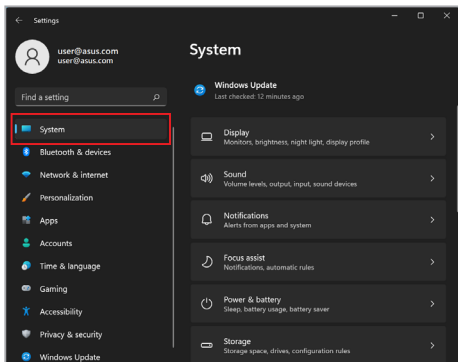 Settings
user@asus.com
user@asus.com
Find a setting
System
Bluetooth & devices
Network & internet
Personalization
Apps
Accounts
Time & language
Gaming
Accessibility
Privacy & security
Windows Update
System
Windows Update
Last checked: 12 minutes ago
Display
Monitors, brightness, night light, display profile
Sound
Volume levels, output, input, sound devices
Notifications
Alerts from apps and system
Focus assist
Notifications, automatic rules
Power & battery
Sleep, battery usage, battery saver
Storage
Storage space, drives, configuration rules